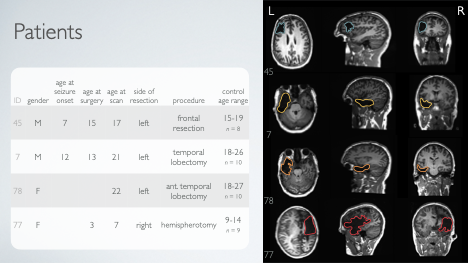 Patients
L R
ID gender age at seizure onset age at surgery age at scan side of resection procedure control age range
45 M 7 15 17 left frontal resection 15-19 n = 8
7 M 12 13 21 left temporal lobectomy 18-26 n = 10
78 F 22 left ant. temporal lobectomy 18-27 n = 10
77 F 3 7 right hemispherotomy 9-14 n = 9
45
7
78
77